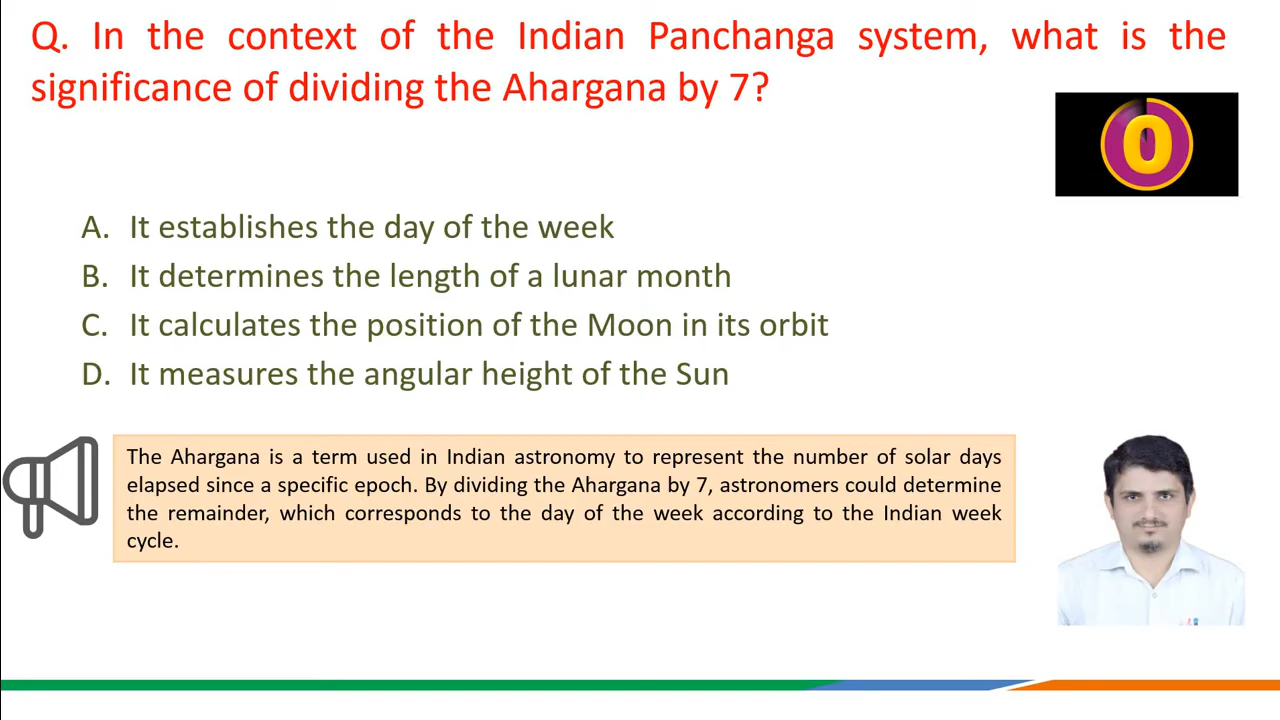 Q. In the context of the Indian Panchanga system, what is the
significance of dividing the Ahargana by 7?
0
A. It establishes the day of the week
B. It determines the length of a lunar month
C. It calculates the position of the Moon in its orbit
D. It measures the angular height of the Sun
The Ahargana is a term used in Indian astronomy to represent the number of solar days
elapsed since a specific epoch. By dividing the Ahargana by 7, astronomers could determine
the remainder, which corresponds to the day of the week according to the Indian week
cycle.